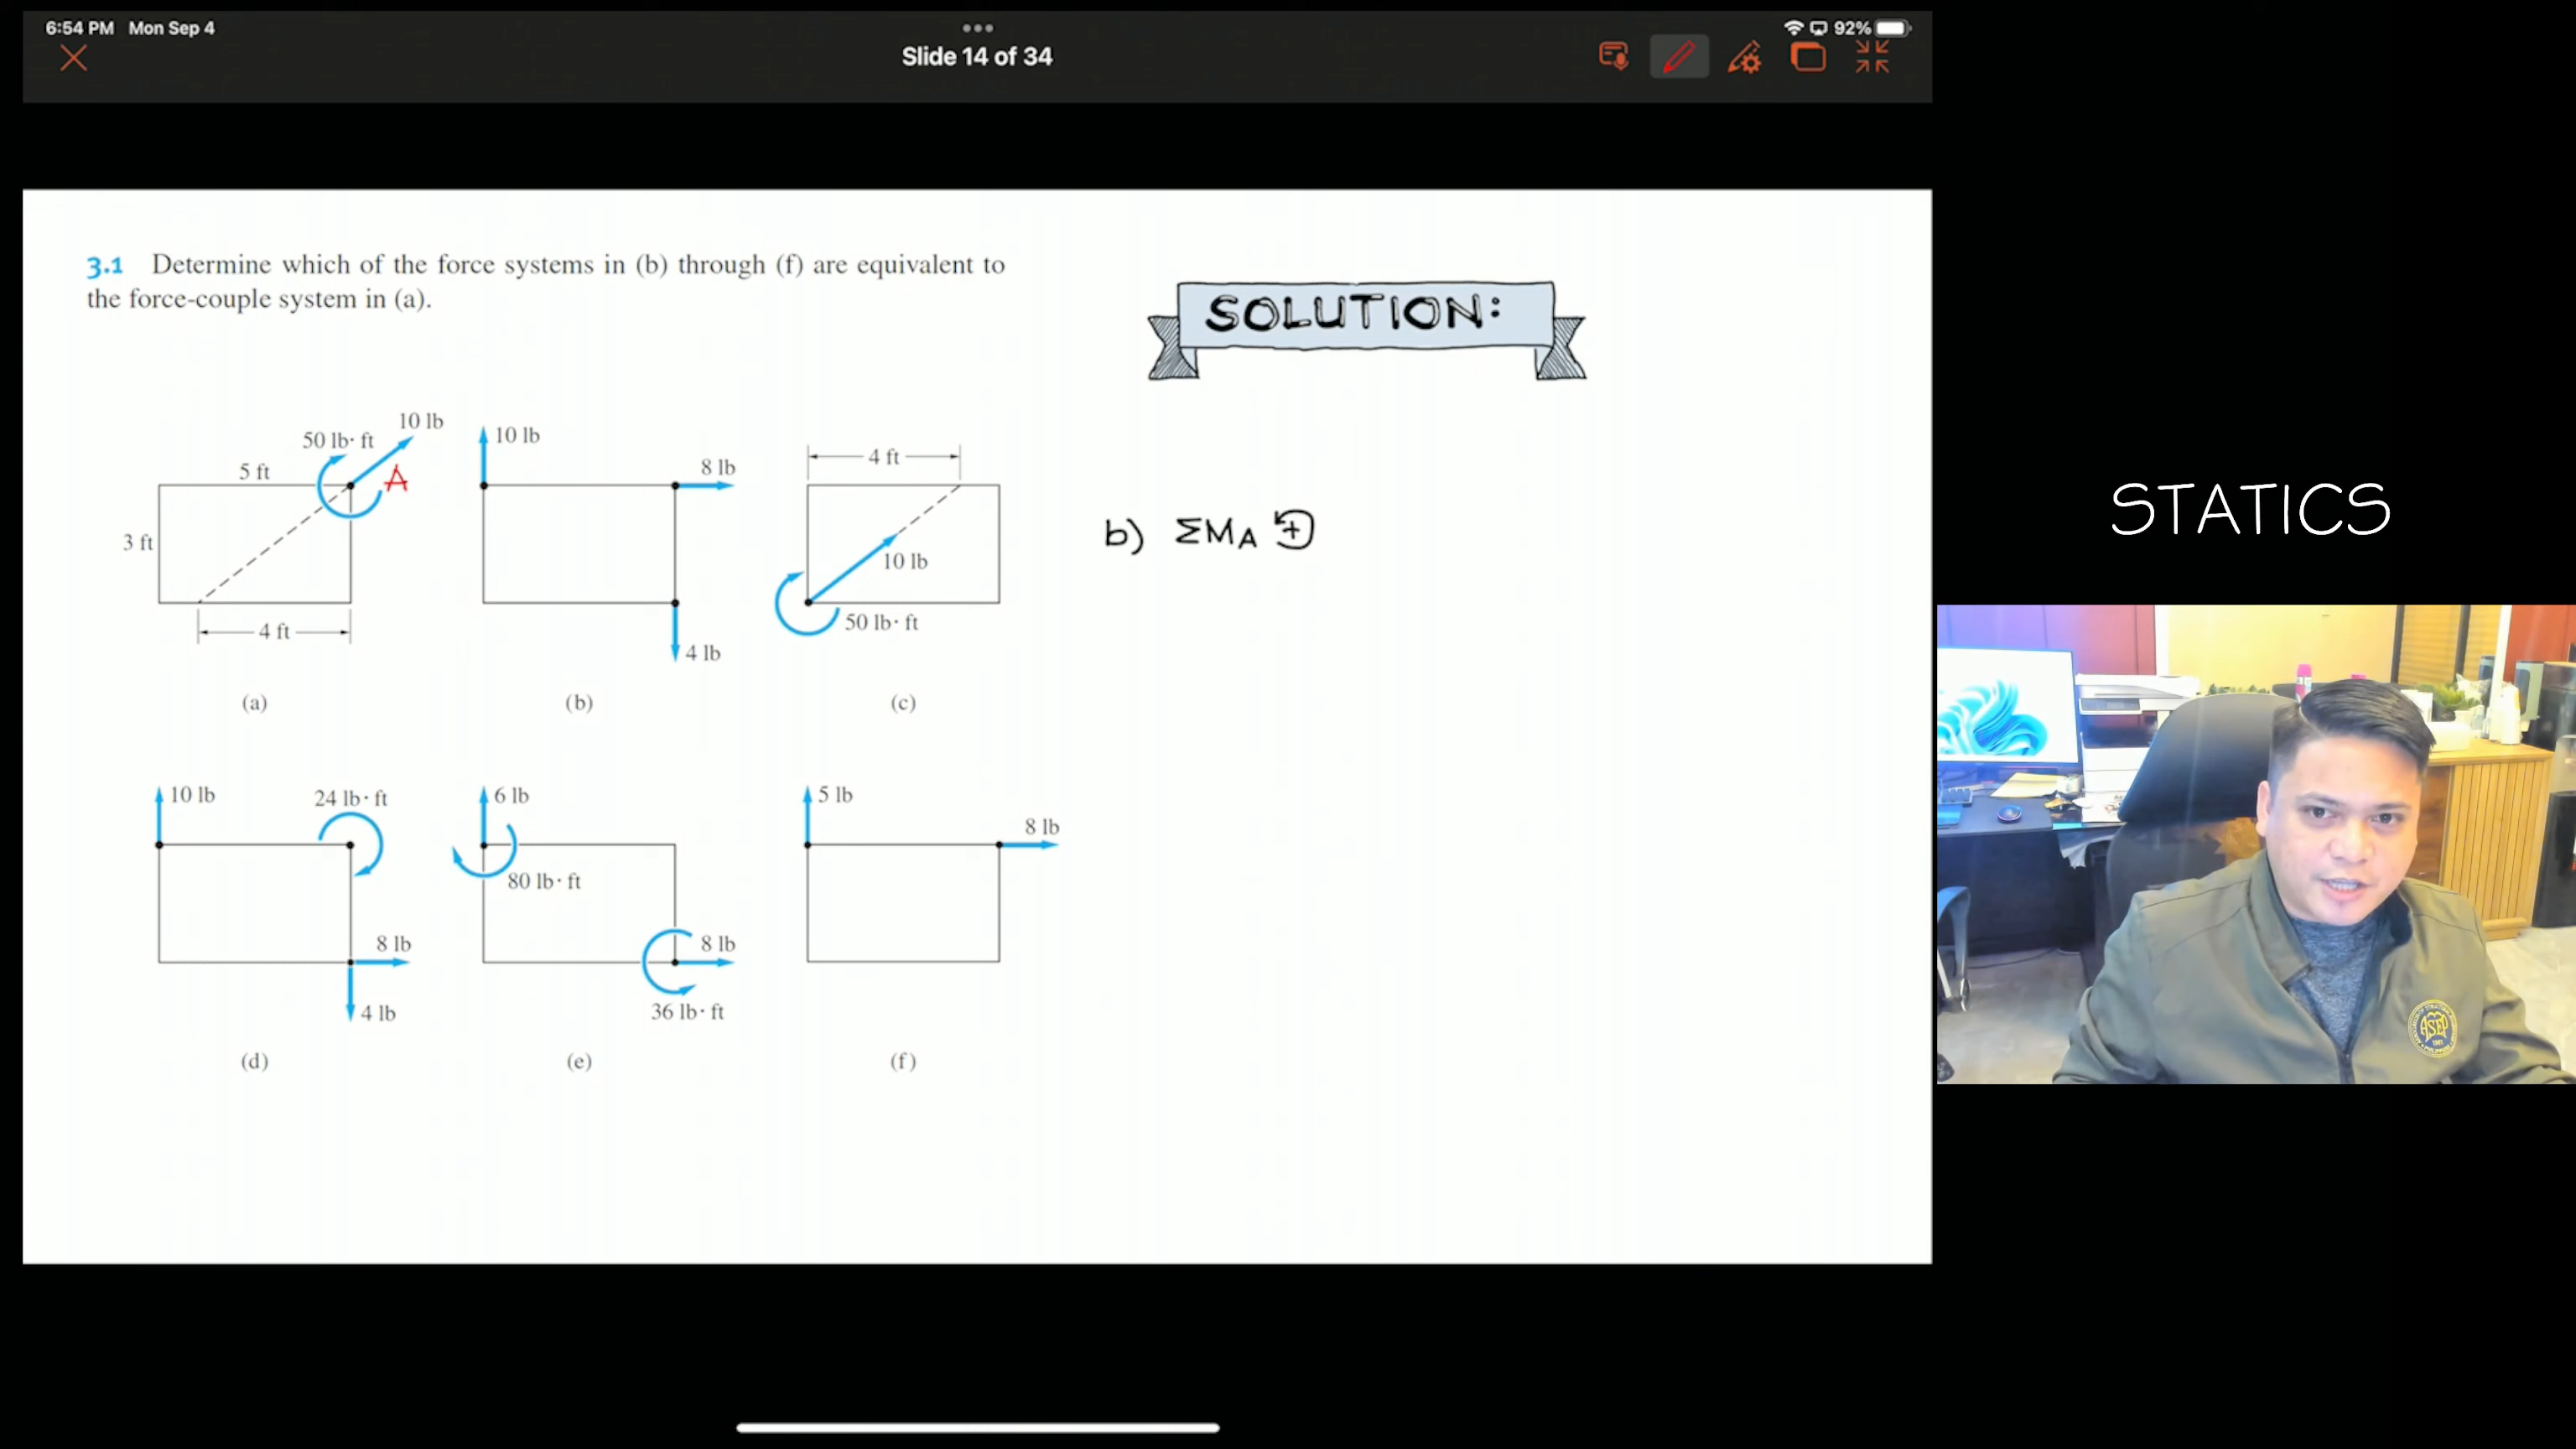 6:54 PM Mon Sep 4
92%
Slide 14 of 34
3.1 Determine which of the force systems in (b) through (f) are equivalent to
the force-couple system in (a).
SOLUTION:
50 lb· ft
10 lb
5 ft
A
3 ft
4 ft
(a)
10 lb
8 lb
4 lb
(b)
4 ft
10 lb
50 lb· ft
(c)
b) ΣMA +
STATICS
10 lb
24 lb· ft
8 lb
4 lb
(d)
6 lb
80 lb· ft
8 lb
36 lb· ft
(e)
5 lb
8 lb
(f)
ASEP